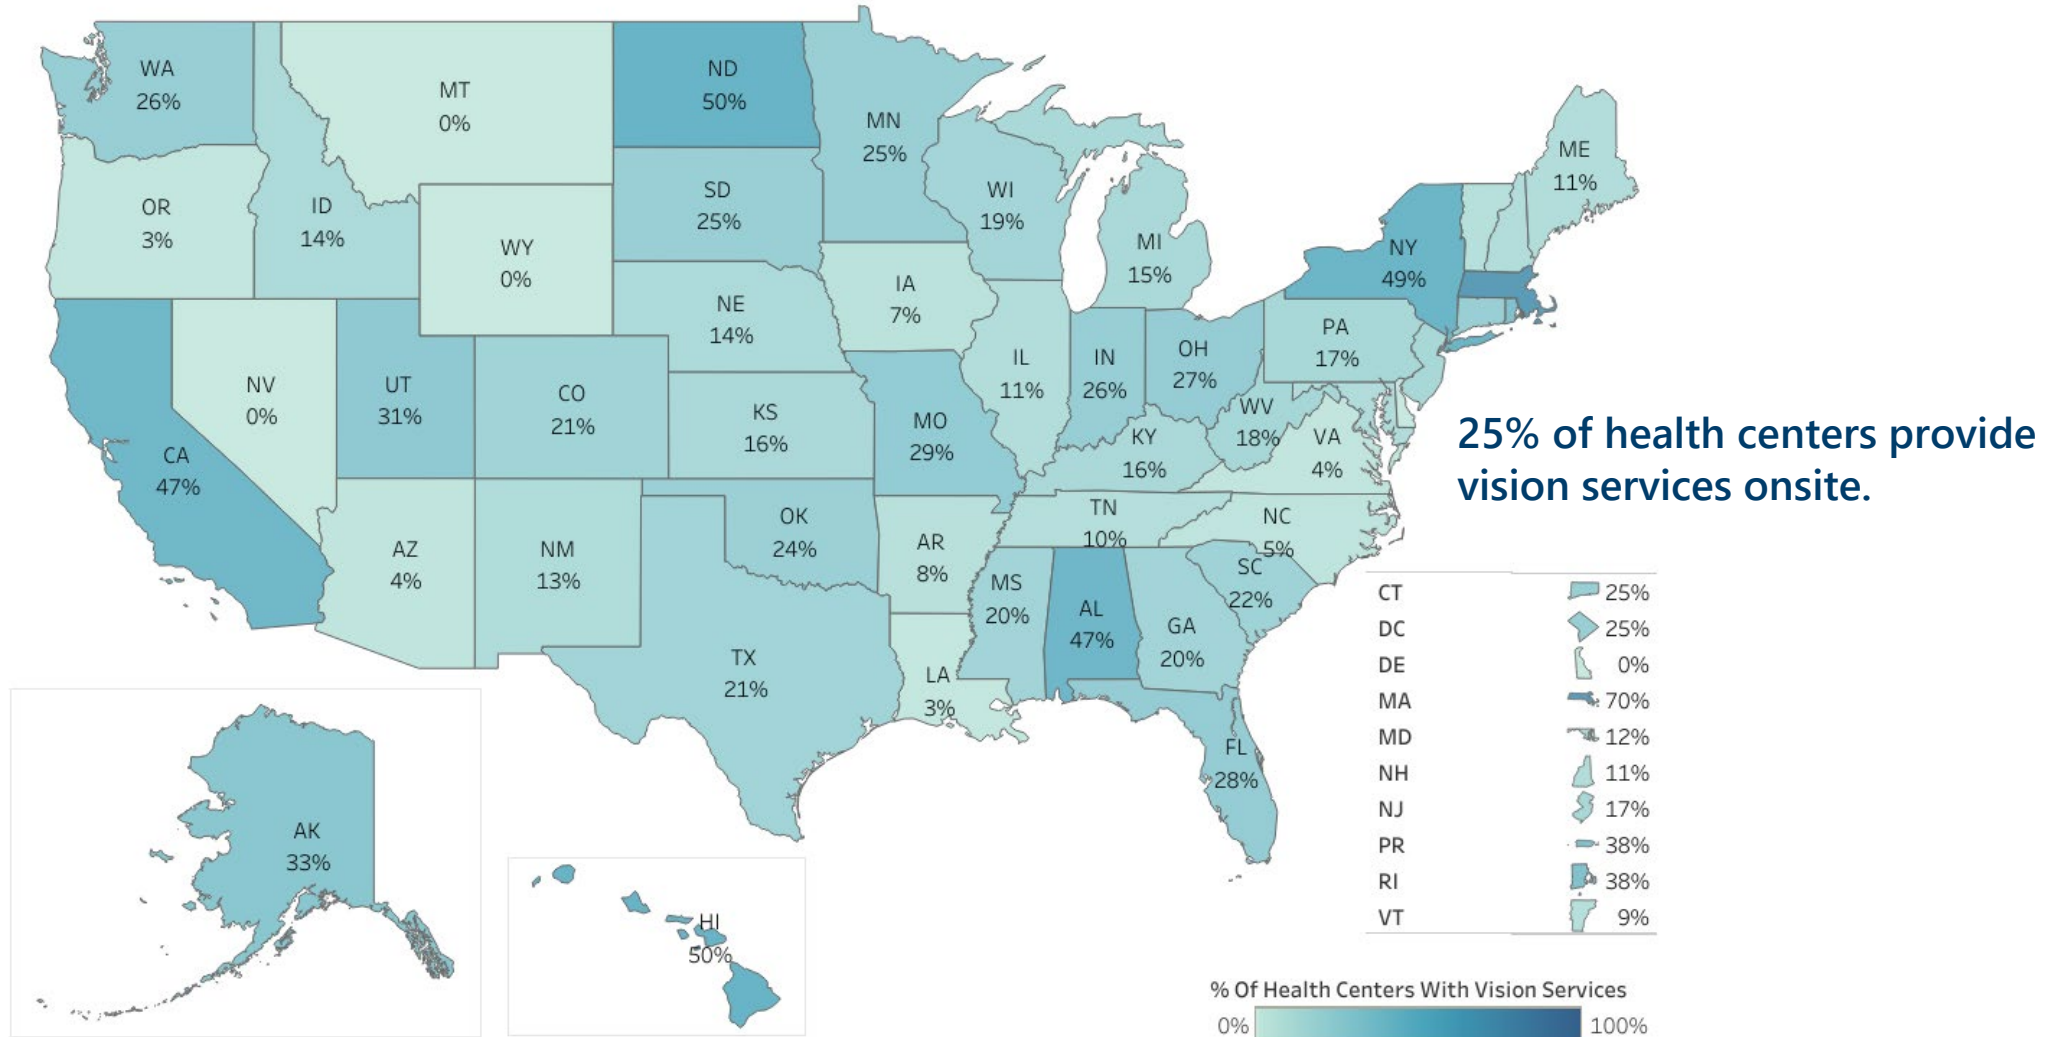 WA
26%
MT
0%
ND
50%
MN
25%
OR
3%
ID
14%
WY
0%
SD
25%
WI
19%
MI
15%
ME
11%
NY
49%
NV
0%
UT
31%
CO
21%
NE
14%
IA
7%
IL
11%
IN
26%
OH
27%
PA
17%
CA
47%
KS
16%
MO
29%
KY
16%
WV
18%
VA
4%
25% of health centers provide
vision services onsite.
AZ
4%
NM
13%
OK
24%
AR
8%
TN
10%
NC
5%
TX
21%
LA
3%
MS
20%
AL
47%
GA
20%
SC
22%
FL
28%
AK
33%
HI
50%
CT 25%
DC 25%
DE 0%
MA 70%
MD 12%
NH 11%
NJ 17%
PR 38%
RI 38%
VT 9%
% Of Health Centers With Vision Services
0% 100%